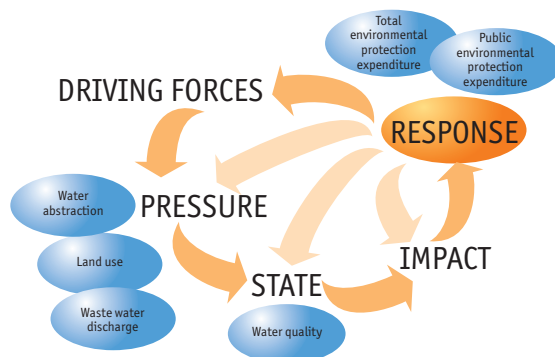 Total
environmental
protection
expenditure
Public
environmental
protection
expenditure
DRIVING FORCES
RESPONSE
Water
abstraction
PRESSURE
Land use
IMPACT
STATE
Waste water
discharge
Water quality